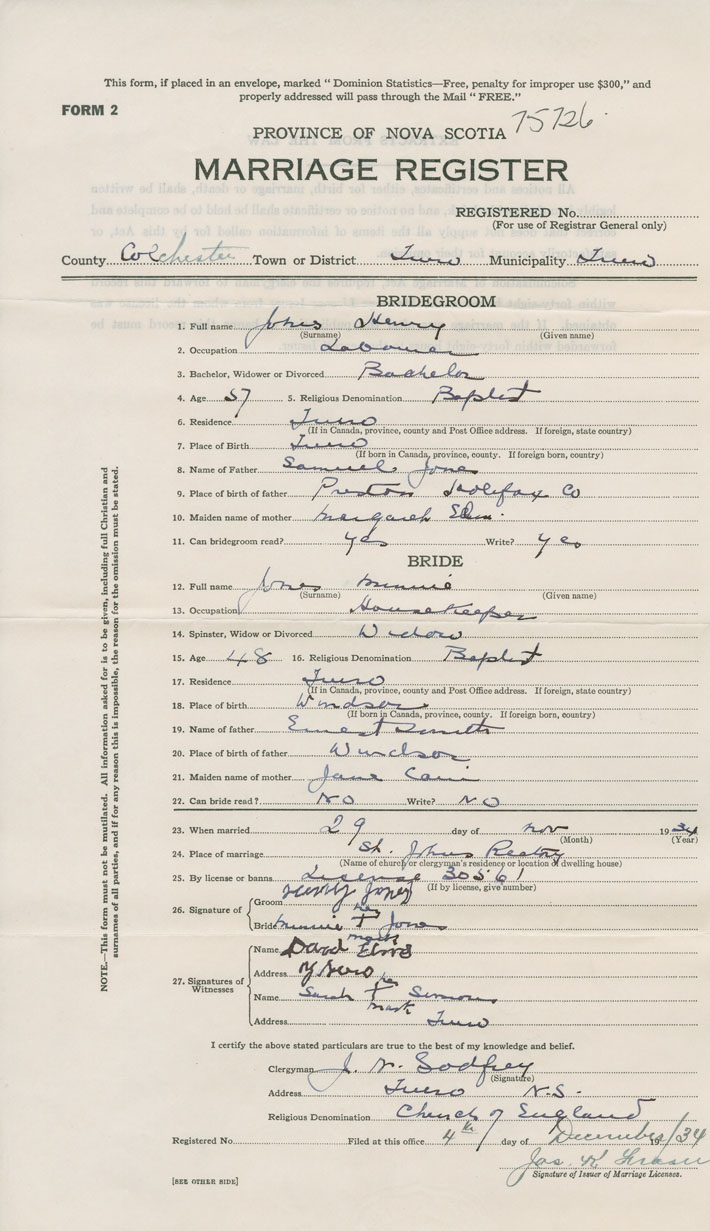 This form, if placed in an envelope, marked "Dominion Statistics—Free, penalty for improper use $300," and
properly addressed will pass through the Mail "FREE."
FORM 2
75726
PROVINCE OF NOVA SCOTIA
MARRIAGE REGISTER
REGISTERED No.
(For use of Registrar General only)
County Colchester Town or District Truro Municipality Truro
BRIDEGROOM
1. Full name Jones Henry
(Surname) (Given name)
2. Occupation Labourer
3. Bachelor, Widower or Divorced Bachelor
4. Age 57 5. Religious Denomination Baptist
6. Residence Truro
(If in Canada, province, county and Post Office address. If foreign, state country)
7. Place of Birth Truro
(If born in Canada, province, county. If foreign born, country)
8. Name of Father Samuel Jones
9. Place of birth of father Preston Halifax Co
10. Maiden name of mother Margaret
11. Can bridegroom read? Yes Write? Yes
BRIDE
12. Full name Jones Minnie
(Surname) (Given name)
13. Occupation Housekeeper
14. Spinster, Widow or Divorced Widow
15. Age 48 16. Religious Denomination Baptist
17. Residence Truro
(If in Canada, province, county and Post Office address. If foreign, state country)
18. Place of birth Windsor
(If born in Canada, province, county. If foreign born, country)
19. Name of father Ernest Smith
20. Place of birth of father Windsor
21. Maiden name of mother Jane
22. Can bride read? No Write? No
23. When married 29 day of Nov 1934
(Month) (Year)
24. Place of marriage St. Johns Rectory
(Name of church or clergyman's residence or location of dwelling house)
25. By license or banns License 30561
(If by license, give number)
26. Signature of
Groom Henry Jones
her
Bride Minnie † Jones
mark
27. Signatures of Witnesses
Name David
Address Truro
her
Name Sarah † Simmons
mark
Address Truro
I certify the above stated particulars are true to the best of my knowledge and belief.
Clergyman J. W. Godfrey
(Signature)
Address Truro N.S.
Religious Denomination Church of England
Registered No. Filed at this office 4th day of December 19/34
Jas. K. Fraser
Signature of Issuer of Marriage Licenses.
[SEE OTHER SIDE]
NOTE.—This form must not be mutilated. All information asked for is to be given, including full Christian and
surnames of all parties, and if for any reason this is impossible, the reason for the omission must be stated.